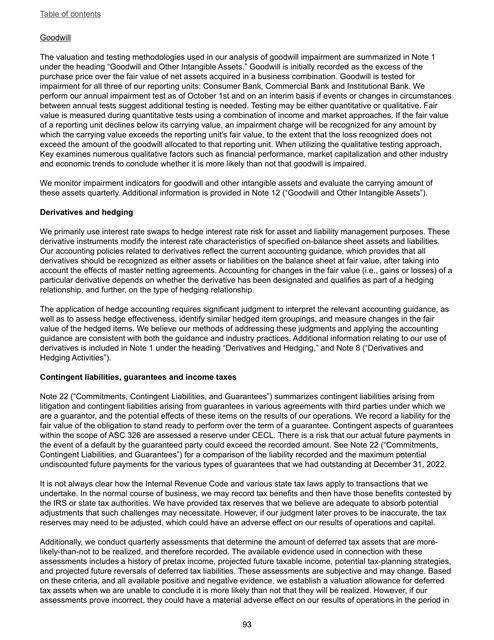 Table of contents
Goodwill
The valuation and testing methodologies used in our analysis of goodwill impairment are summarized in Note 1
under the heading “Goodwill and Other Intangible Assets.” Goodwill is initially recorded as the excess of the
purchase price over the fair value of net assets acquired in a business combination. Goodwill is tested for
impairment for all three of our reporting units: Consumer Bank, Commercial Bank and Institutional Bank. We
perform our annual impairment test as of October 1st and on an interim basis if events or changes in circumstances
between annual tests suggest additional testing is needed. Testing may be either quantitative or qualitative. Fair
value is measured during quantitative tests using a combination of income and market approaches. If the fair value
of a reporting unit declines below its carrying value, an impairment charge will be recognized for any amount by
which the carrying value exceeds the reporting unit's fair value, to the extent that the loss recognized does not
exceed the amount of the goodwill allocated to that reporting unit. When utilizing the qualitative testing approach,
Key examines numerous qualitative factors such as financial performance, market capitalization and other industry
and economic trends to conclude whether it is more likely than not that goodwill is impaired.
We monitor impairment indicators for goodwill and other intangible assets and evaluate the carrying amount of
these assets quarterly. Additional information is provided in Note 12 (“Goodwill and Other Intangible Assets”).
Derivatives and hedging
We primarily use interest rate swaps to hedge interest rate risk for asset and liability management purposes. These
derivative instruments modify the interest rate characteristics of specified on-balance sheet assets and liabilities.
Our accounting policies related to derivatives reflect the current accounting guidance, which provides that all
derivatives should be recognized as either assets or liabilities on the balance sheet at fair value, after taking into
account the effects of master netting agreements. Accounting for changes in the fair value (i.e., gains or losses) of a
particular derivative depends on whether the derivative has been designated and qualifies as part of a hedging
relationship, and further, on the type of hedging relationship.
The application of hedge accounting requires significant judgment to interpret the relevant accounting guidance, as
well as to assess hedge effectiveness, identify similar hedged item groupings, and measure changes in the fair
value of the hedged items. We believe our methods of addressing these judgments and applying the accounting
guidance are consistent with both the guidance and industry practices. Additional information relating to our use of
derivatives is included in Note 1 under the heading “Derivatives and Hedging,” and Note 8 (“Derivatives and
Hedging Activities”).
Contingent liabilities, guarantees and income taxes
Note 22 (“Commitments, Contingent Liabilities, and Guarantees”) summarizes contingent liabilities arising from
litigation and contingent liabilities arising from guarantees in various agreements with third parties under which we
are a guarantor, and the potential effects of these items on the results of our operations. We record a liability for the
fair value of the obligation to stand ready to perform over the term of a guarantee. Contingent aspects of guarantees
within the scope of ASC 326 are assessed a reserve under CECL. There is a risk that our actual future payments in
the event of a default by the guaranteed party could exceed the recorded amount. See Note 22 (“Commitments,
Contingent Liabilities, and Guarantees”) for a comparison of the liability recorded and the maximum potential
undiscounted future payments for the various types of guarantees that we had outstanding at December 31, 2022.
It is not always clear how the Internal Revenue Code and various state tax laws apply to transactions that we
undertake. In the normal course of business, we may record tax benefits and then have those benefits contested by
the IRS or state tax authorities. We have provided tax reserves that we believe are adequate to absorb potential
adjustments that such challenges may necessitate. However, if our judgment later proves to be inaccurate, the tax
reserves may need to be adjusted, which could have an adverse effect on our results of operations and capital.
Additionally, we conduct quarterly assessments that determine the amount of deferred tax assets that are more-
likely-than-not to be realized, and therefore recorded. The available evidence used in connection with these
assessments includes a history of pretax income, projected future taxable income, potential tax-planning strategies,
and projected future reversals of deferred tax liabilities. These assessments are subjective and may change. Based
on these criteria, and all available positive and negative evidence, we establish a valuation allowance for deferred
tax assets when we are unable to conclude it is more likely than not that they will be realized. However, if our
assessments prove incorrect, they could have a material adverse effect on our results of operations in the period in
93